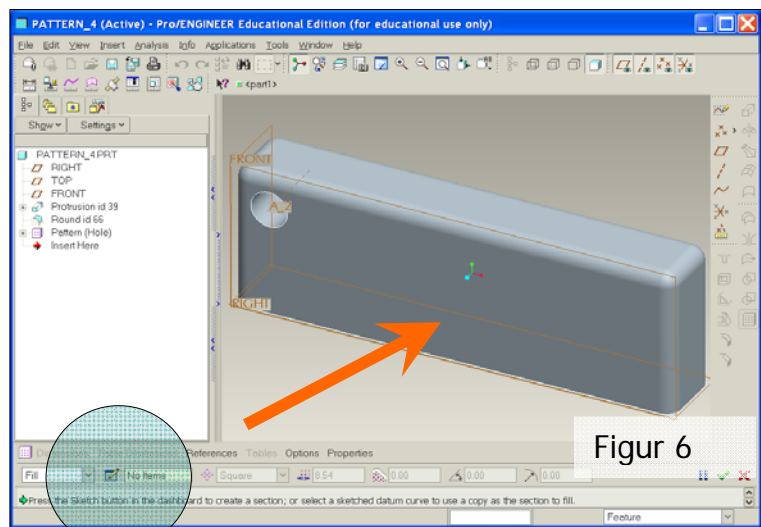 PATTERN_4 (Active) - Pro/ENGINEER Educational Edition (for educational use only)
File Edit View Insert Analysis Info Applications Tools Window Help
<part1>
Show Settings
PATTERN_4.PRT
RIGHT
TOP
FRONT
Protrusion id 39
Round id 66
Pattern (Hole)
Insert Here
FRONT
A_2
RIGHT
Figur 6
References Tables Options Properties
Fill No Items Square 8.54 0.00 0.00 0.00
Press the Sketch button in the dashboard to create a section; or select a sketched datum curve to use a copy as the section to fill.
Feature